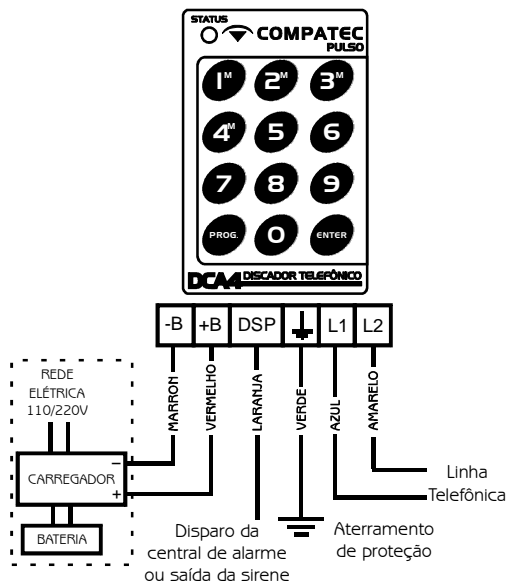 STATUS
COMPATEC
PULSO
1M 2M 3M
4M 5 6
7 8 9
PROG. 0 ENTER
DCA4 DISCADOR TELEFÔNICO
-B +B DSP L1 L2
MARRON
VERMELHO
LARANJA
VERDE
AZUL
AMARELO
REDE
ELÉTRICA
110/220V
CARREGADOR
−
+
BATERIA
Disparo da
central de alarme
ou saída da sirene
Aterramento
de proteção
Linha
Telefônica